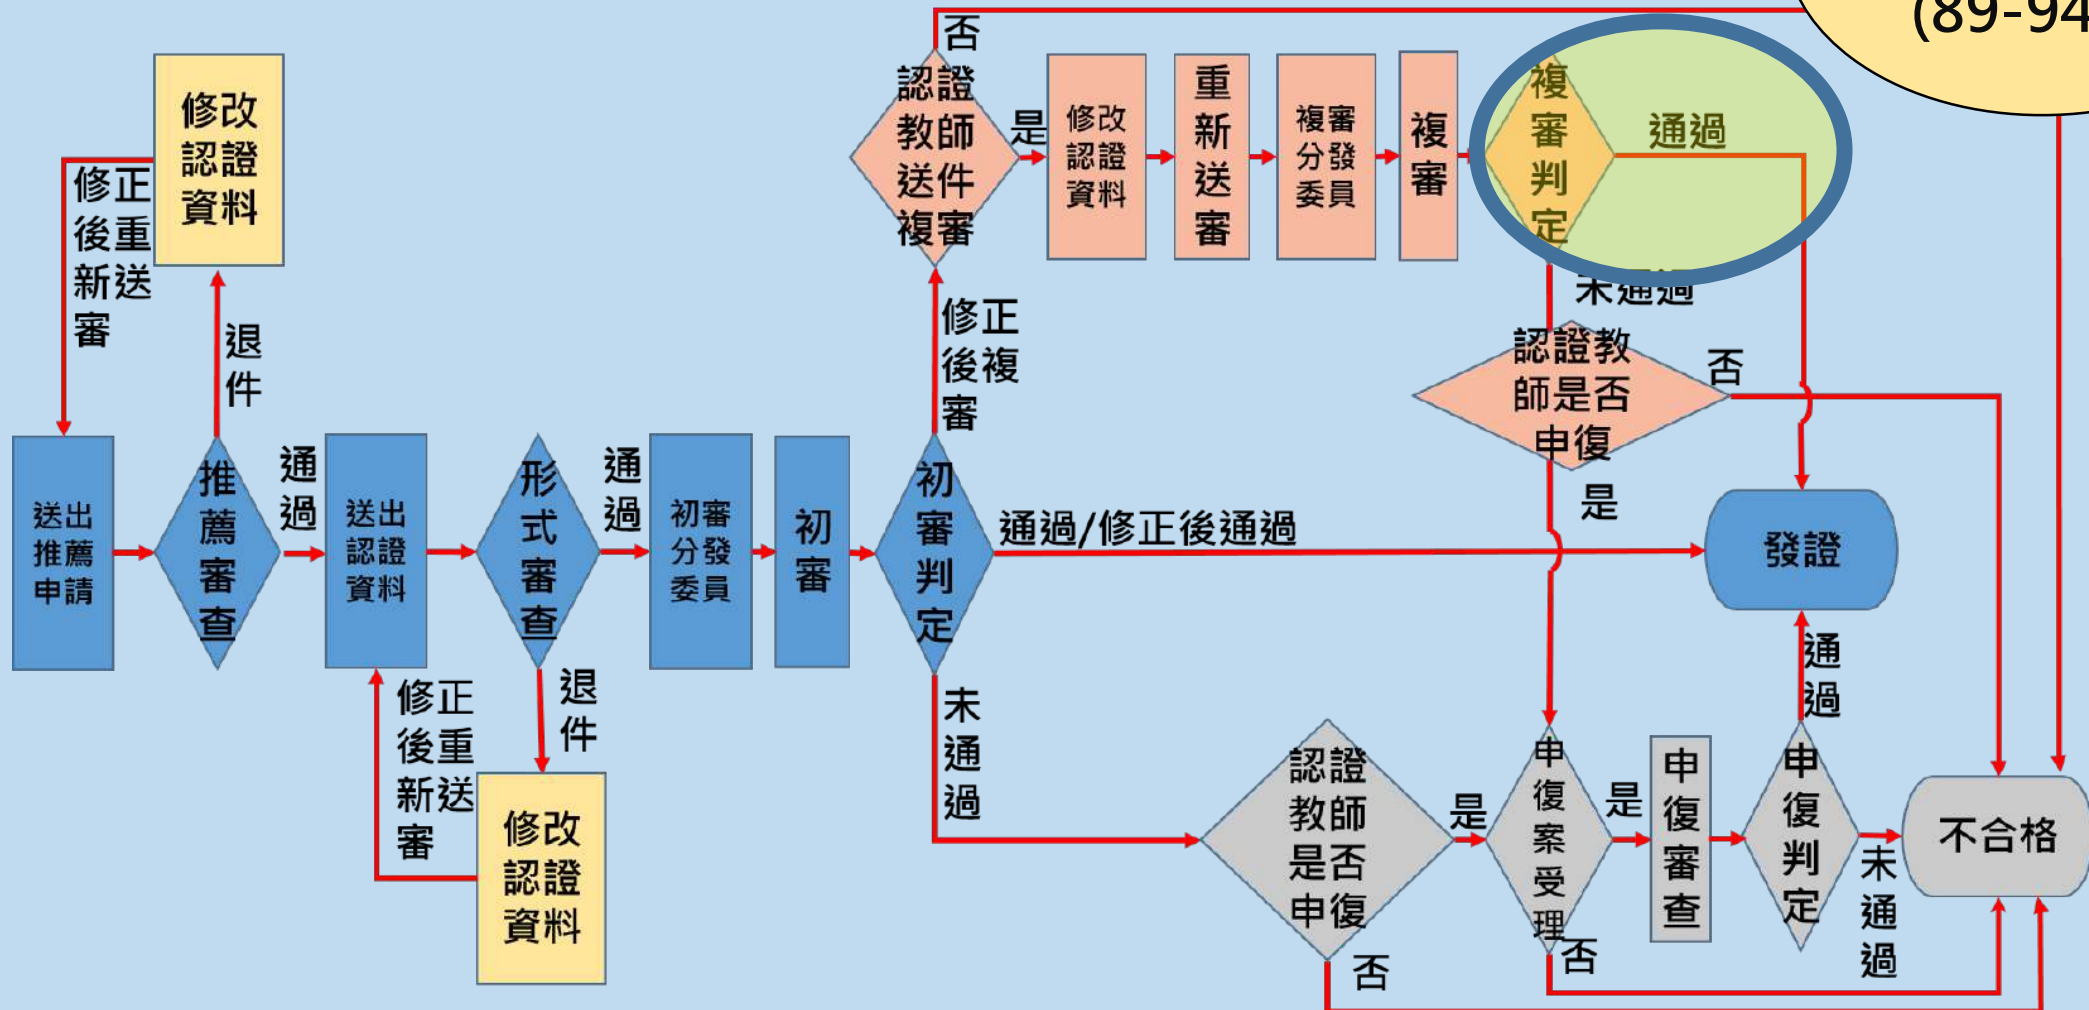 (89-94
否
認證
教師
送件
複審
是
修改
認證
資料
重
新
送
審
複審
分發
委員
複
審
複
審
判
定
通過
未通過
認證教
師是否
申復
否
是
修改
認證
資料
修正
後重
新送
審
退
件
送出
推薦
申請
推
薦
審
查
通
過
送出
認證
資料
形
式
審
查
通
過
初審
分發
委員
初
審
初
審
判
定
修正
後複
審
通過/修正後通過
發證
退
件
修正
後重
新送
審
修改
認證
資料
未
通
過
認證
教師
是否
申復
是
否
申
復
案
受
理
是
否
申
復
審
查
申
復
判
定
通
過
未
通
過
不合格